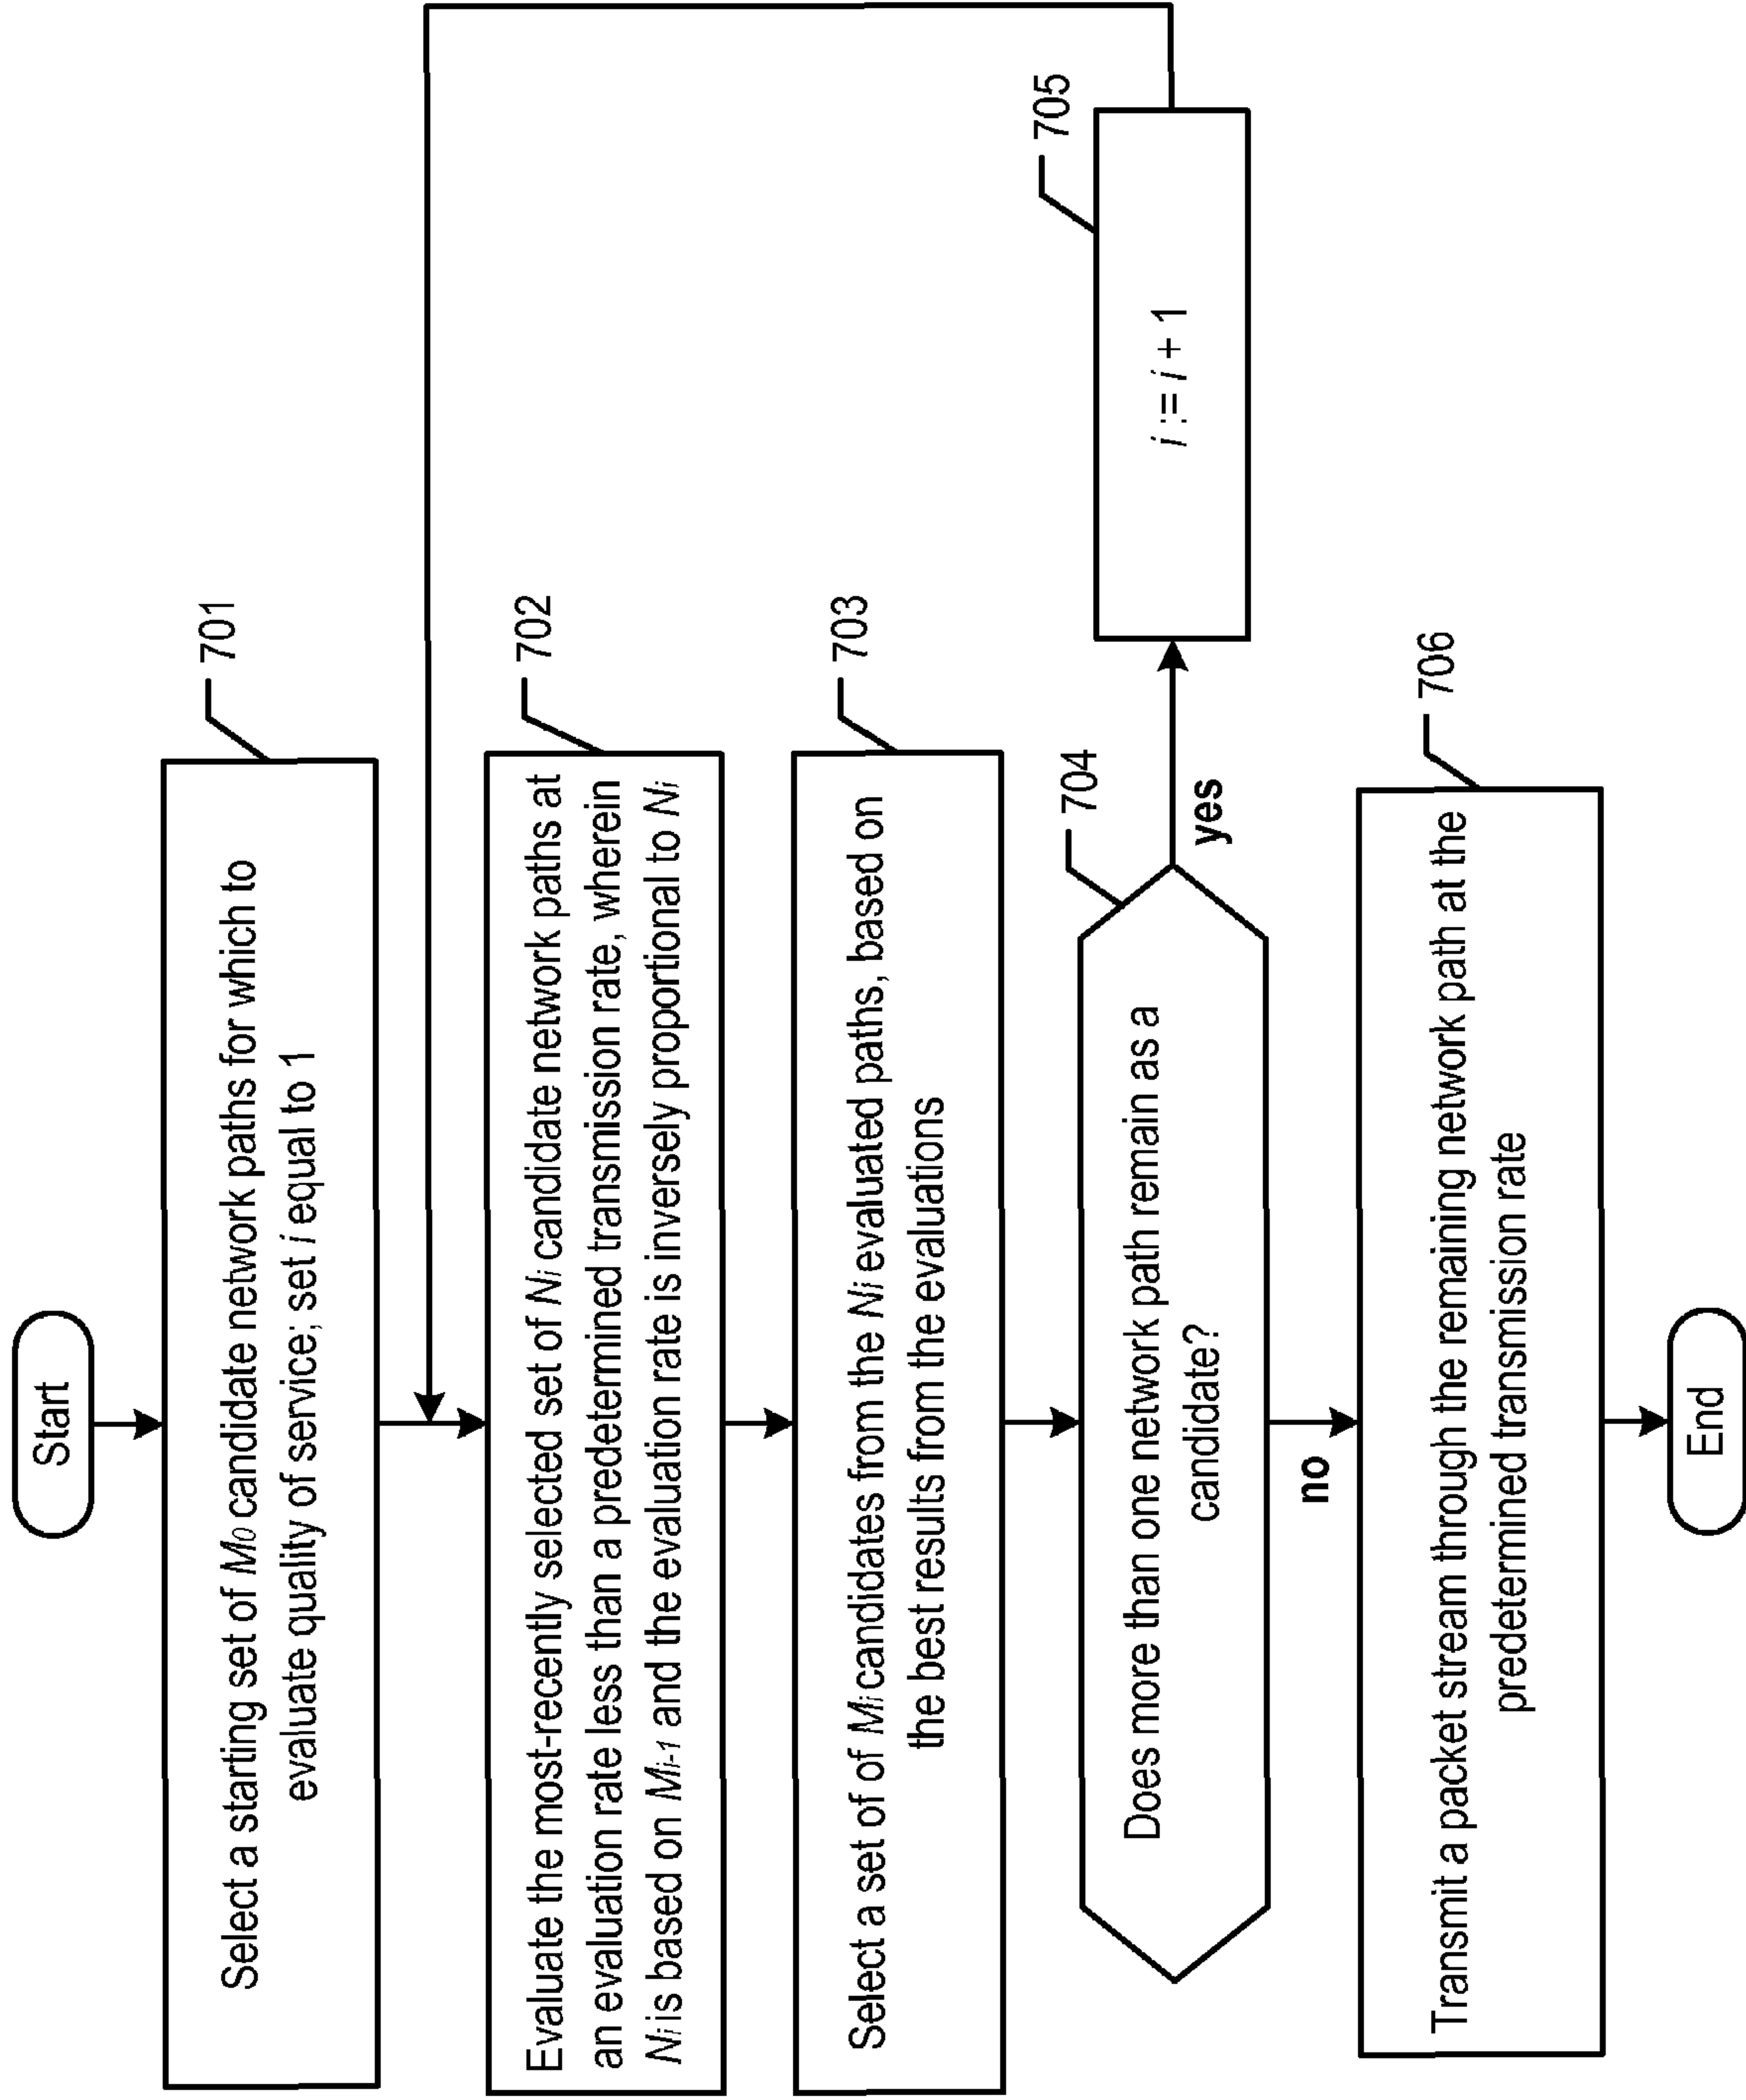 Start
701
Select a starting set of M0 candidate network paths for which to
evaluate quality of service; set i equal to 1
702
Evaluate the most-recently selected set of Ni candidate network paths at
an evaluation rate less than a predetermined transmission rate, wherein
Ni is based on Mi-1 and the evaluation rate is inversely proportional to Ni
703
Select a set of of Mi candidates from the Ni evaluated paths, based on
the best results from the evaluations
704
Does more than one network path remain as a
candidate?
yes
705
i := i + 1
no
706
Transmit a packet stream through the remaining network path at the
predetermined transmission rate
End